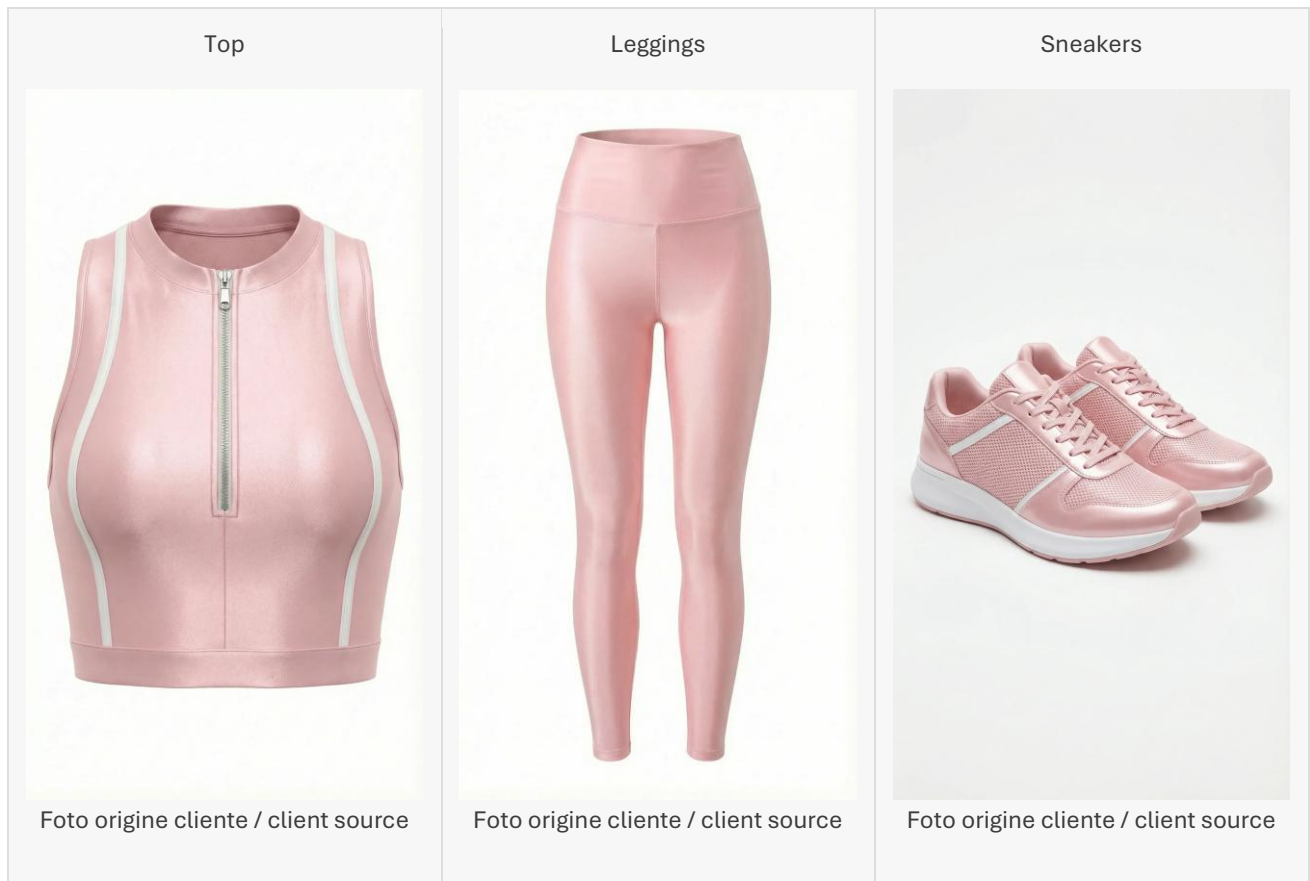 Top
Leggings
Sneakers
Foto origine cliente / client source
Foto origine cliente / client source
Foto origine cliente / client source